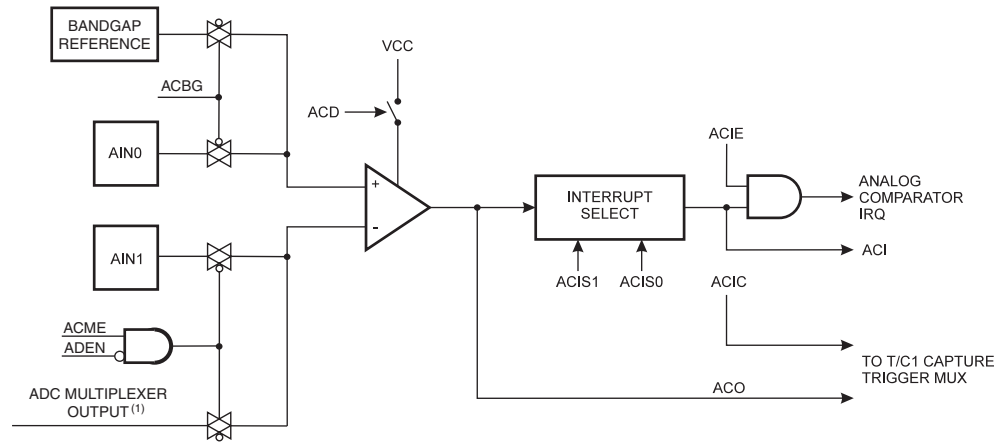 BANDGAP
REFERENCE
VCC
ACBG
ACD
AIN0
ACIE
+
INTERRUPT
SELECT
ANALOG
COMPARATOR
IRQ
-
AIN1
ACI
ACIS1 ACIS0
ACIC
ACME
ADEN
TO T/C1 CAPTURE
TRIGGER MUX
ADC MULTIPLEXER
OUTPUT (1)
ACO